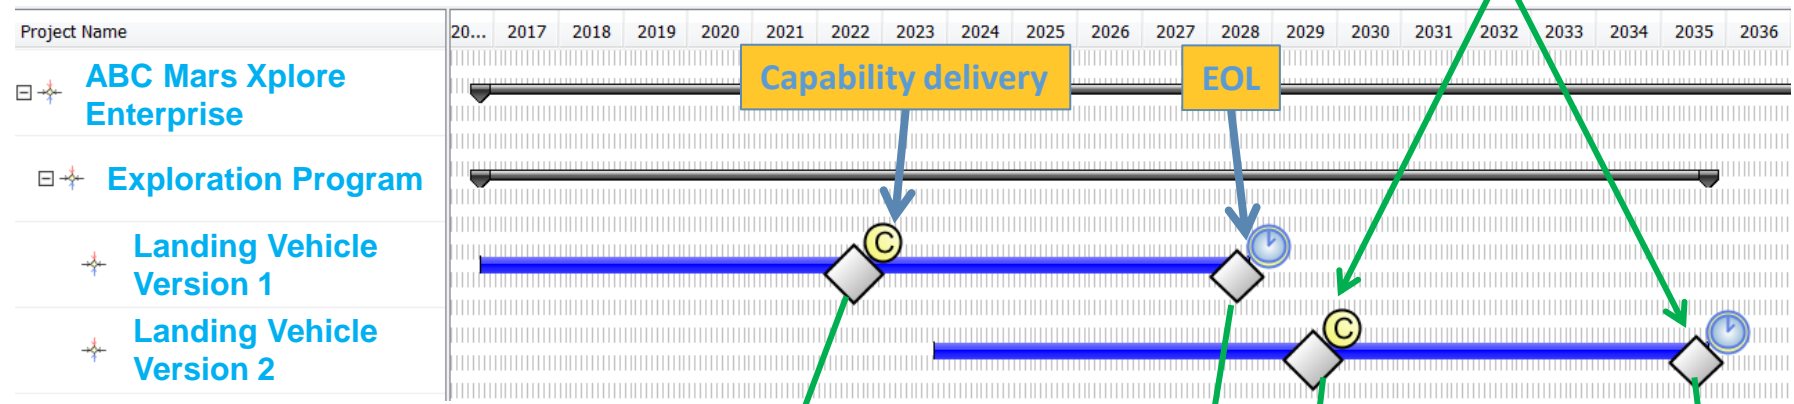 Project Name 20... 2017 2018 2019 2020 2021 2022 2023 2024 2025 2026 2027 2028 2029 2030 2031 2032 2033 2034 2035 2036
ABC Mars Xplore
Enterprise
Capability delivery
EOL
Exploration Program
Landing Vehicle
Version 1
C
Landing Vehicle
Version 2
C